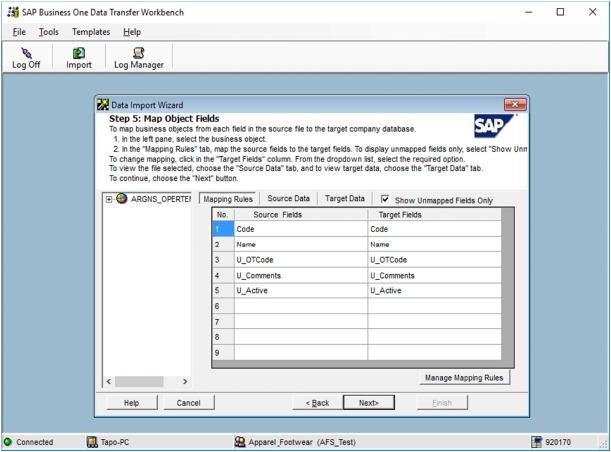 SAP Business One Data Transfer Workbench
File Tools Templates Help
Log Off Import Log Manager
Data Import Wizard
Step 5: Map Object Fields
To map business objects from each field in the source file to the target company database.
1. In the left pane, select the business object.
2. In the "Mapping Rules" tab, map the source fields to the target fields. To display unmapped fields only, select "Show Unm
To change mapping, click in the "Target Fields" column. From the dropdown list, select the required option.
To view the file selected, choose the "Source Data" tab, and to view target data, choose the "Target Data" tab.
To continue, choose the "Next" button.
SAP
ARGNS_OPERTEM
Mapping Rules Source Data Target Data Show Unmapped Fields Only
No. Source Fields Target Fields
1 Code Code
2 Name Name
3 U_OTCode U_OTCode
4 U_Comments U_Comments
5 U_Active U_Active
6
7
8
9
Manage Mapping Rules
Help Cancel < Back Next> Finish
Connected Tapo-PC Apparel_Footwear (AFS_Test) 920170